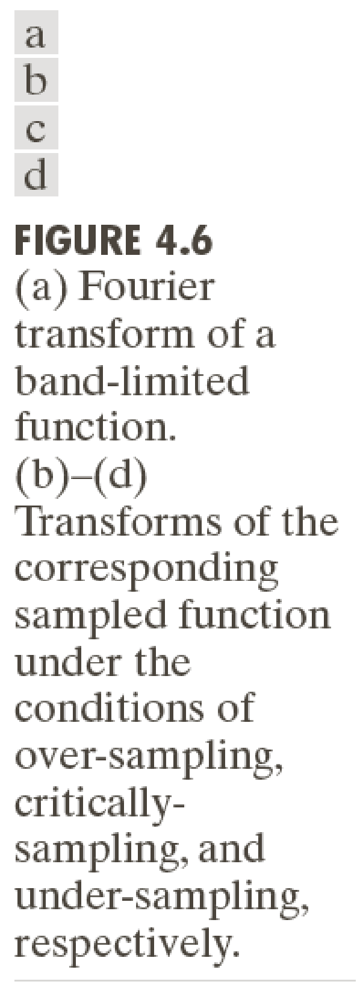 a
b
c
d
FIGURE 4.6
(a) Fourier
transform of a
band-limited
function.
(b)–(d)
Transforms of the
corresponding
sampled function
under the
conditions of
over-sampling,
critically-
sampling, and
under-sampling,
respectively.